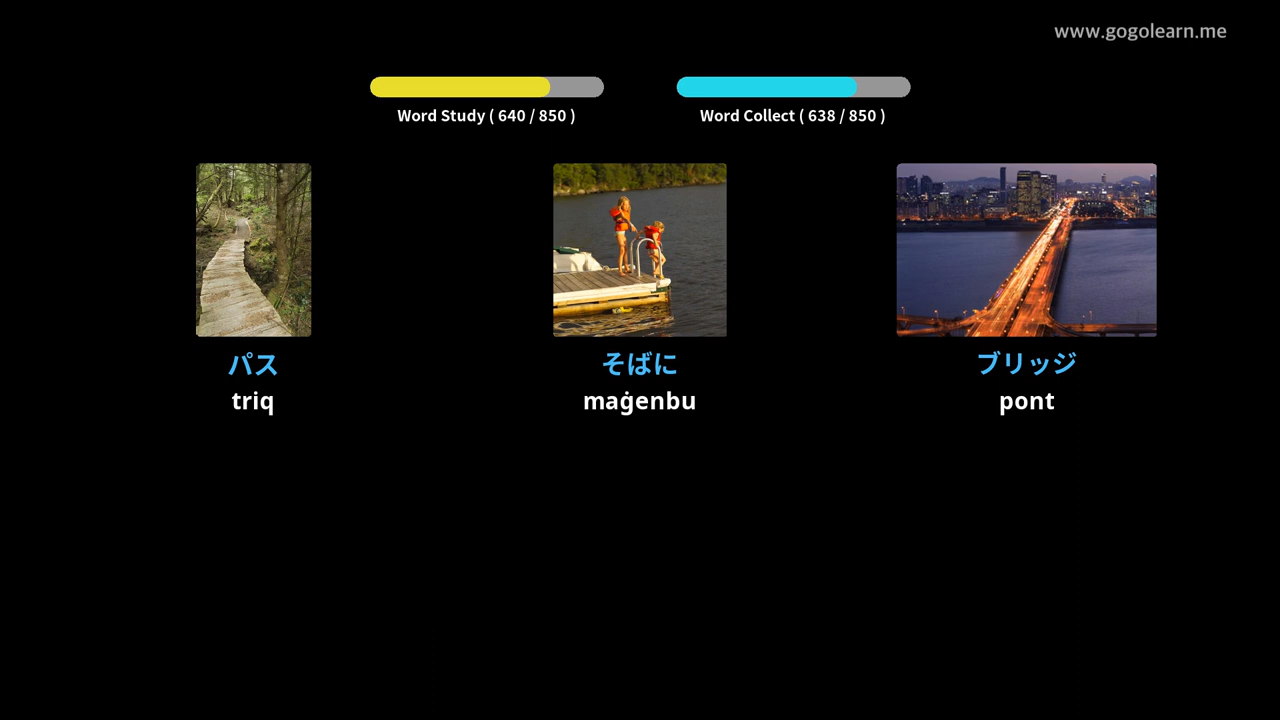 www.gogolearn.me
Word Study ( 640 / 850 )
Word Collect ( 638 / 850 )
パス
triq
そばに
maġenbu
ブリッジ
pont